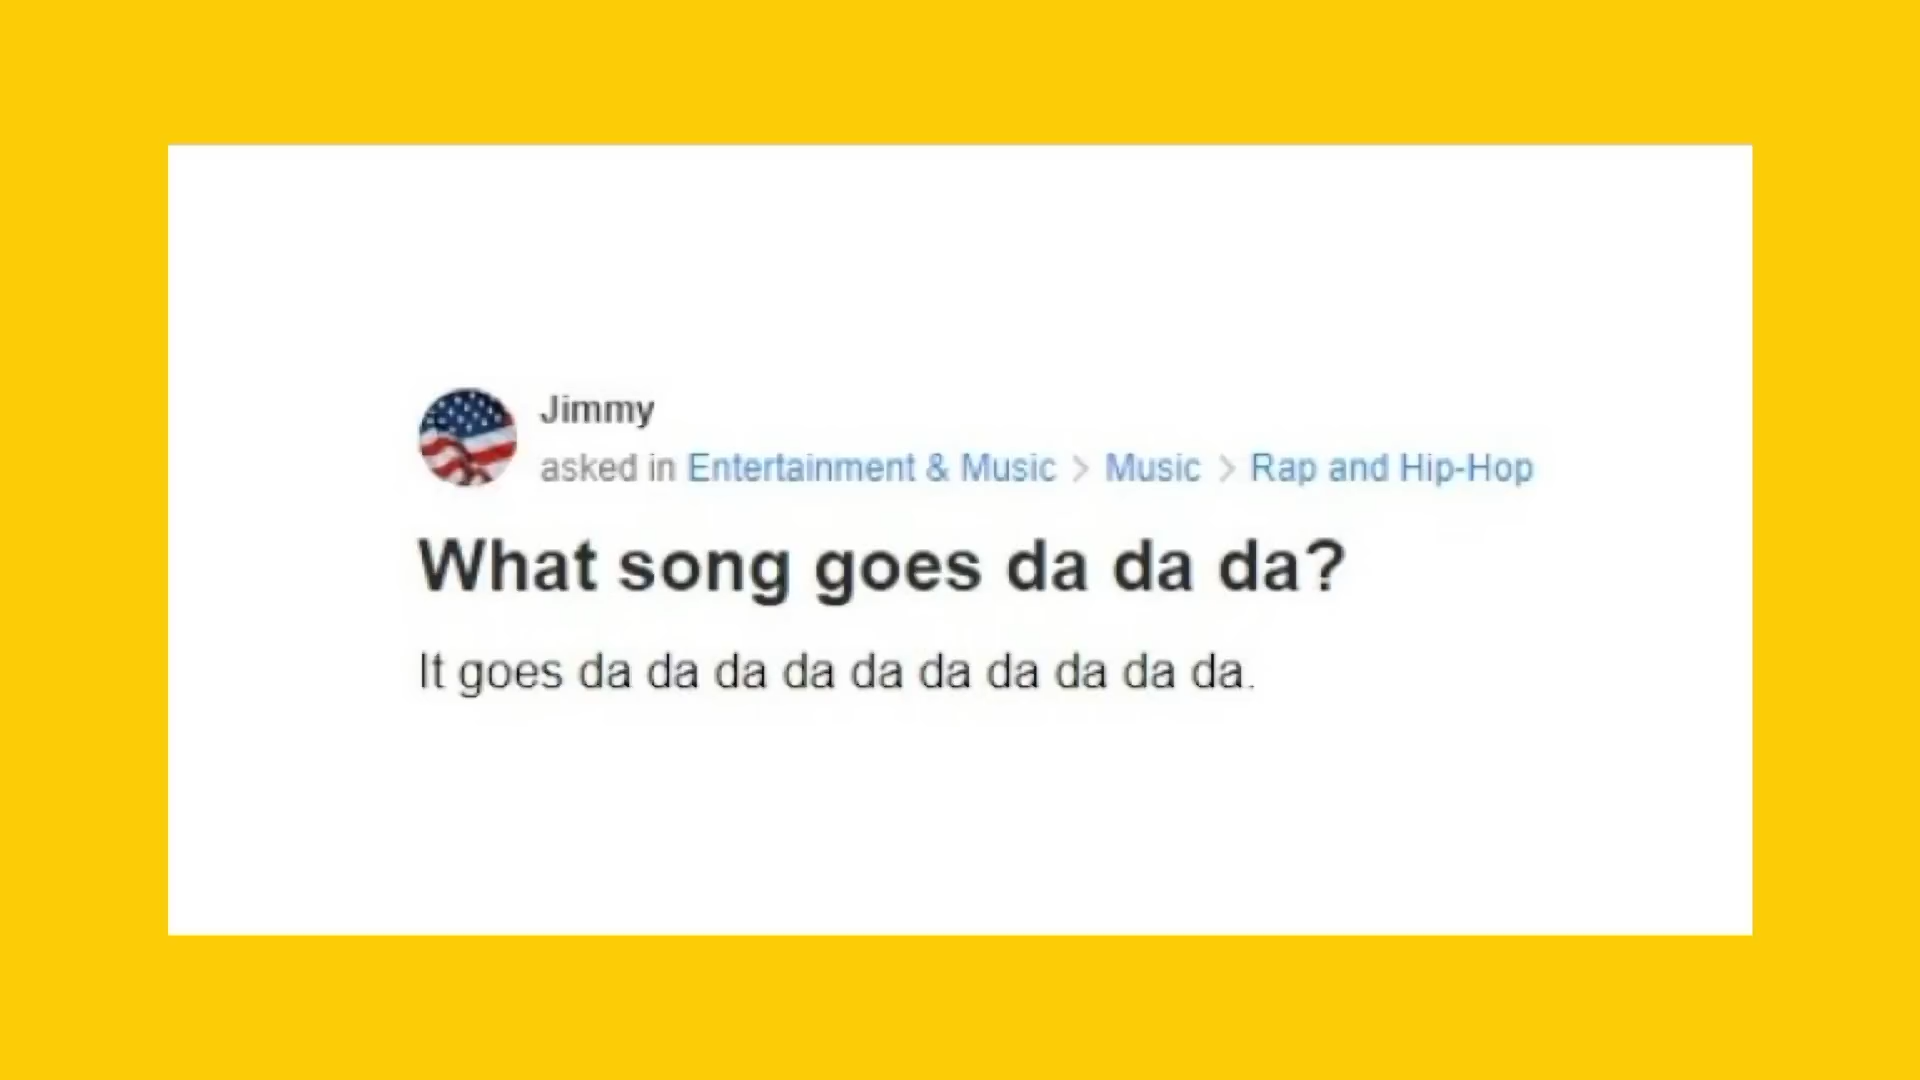 Jimmy
asked in Entertainment & Music > Music > Rap and Hip-Hop
What song goes da da da?
It goes da da da da da da da da da da.